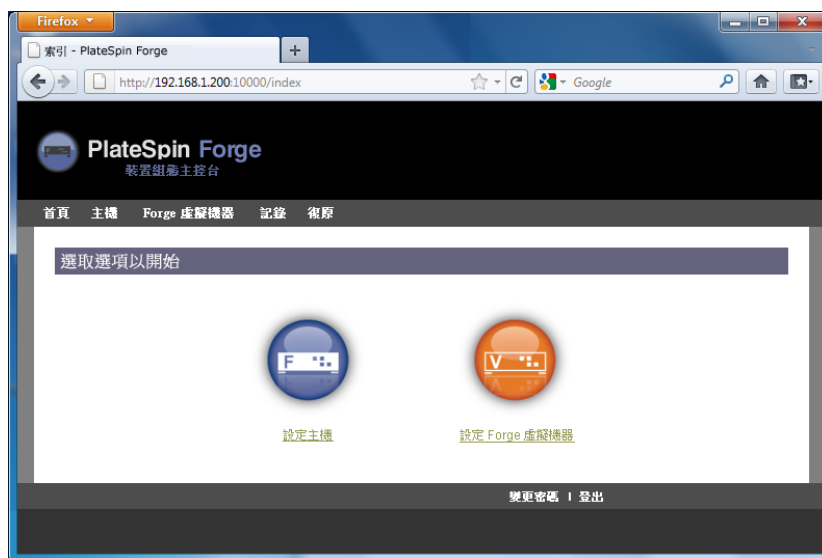 Firefox
索引 - PlateSpin Forge
http://192.168.1.200:10000/index
Google
PlateSpin Forge
裝置組態主控台
首頁 主機 Forge 虛擬機器 記錄 復原
選取選項以開始
F V
設定主機 設定 Forge 虛擬機器
變更密碼 | 登出